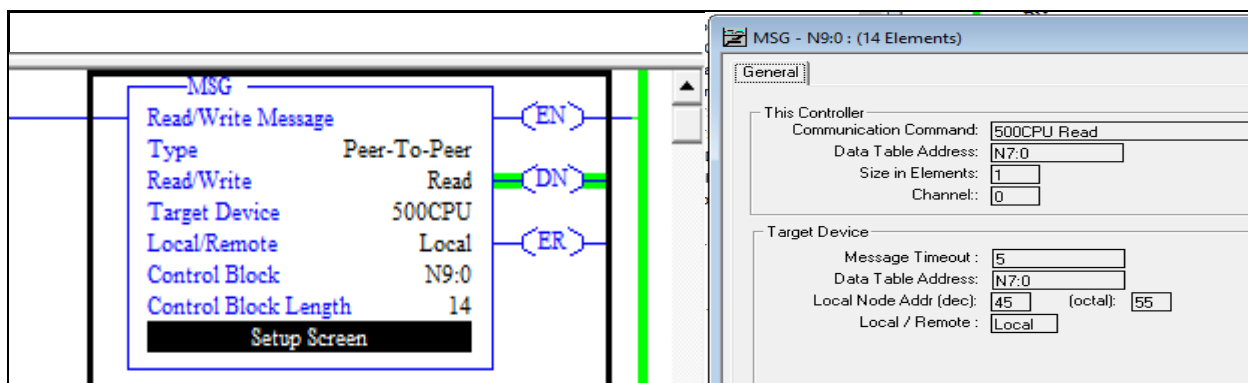 MSG
Read/Write Message
Type Peer-To-Peer
Read/Write Read
Target Device 500CPU
Local/Remote Local
Control Block N9:0
Control Block Length 14
Setup Screen
EN
DN
ER
MSG - N9:0 : (14 Elements)
General
This Controller
Communication Command: 500CPU Read
Data Table Address: N7:0
Size in Elements: 1
Channel:: 0
Target Device
Message Timeout : 5
Data Table Address: N7:0
Local Node Addr (dec): 45 (octal): 55
Local / Remote : Local